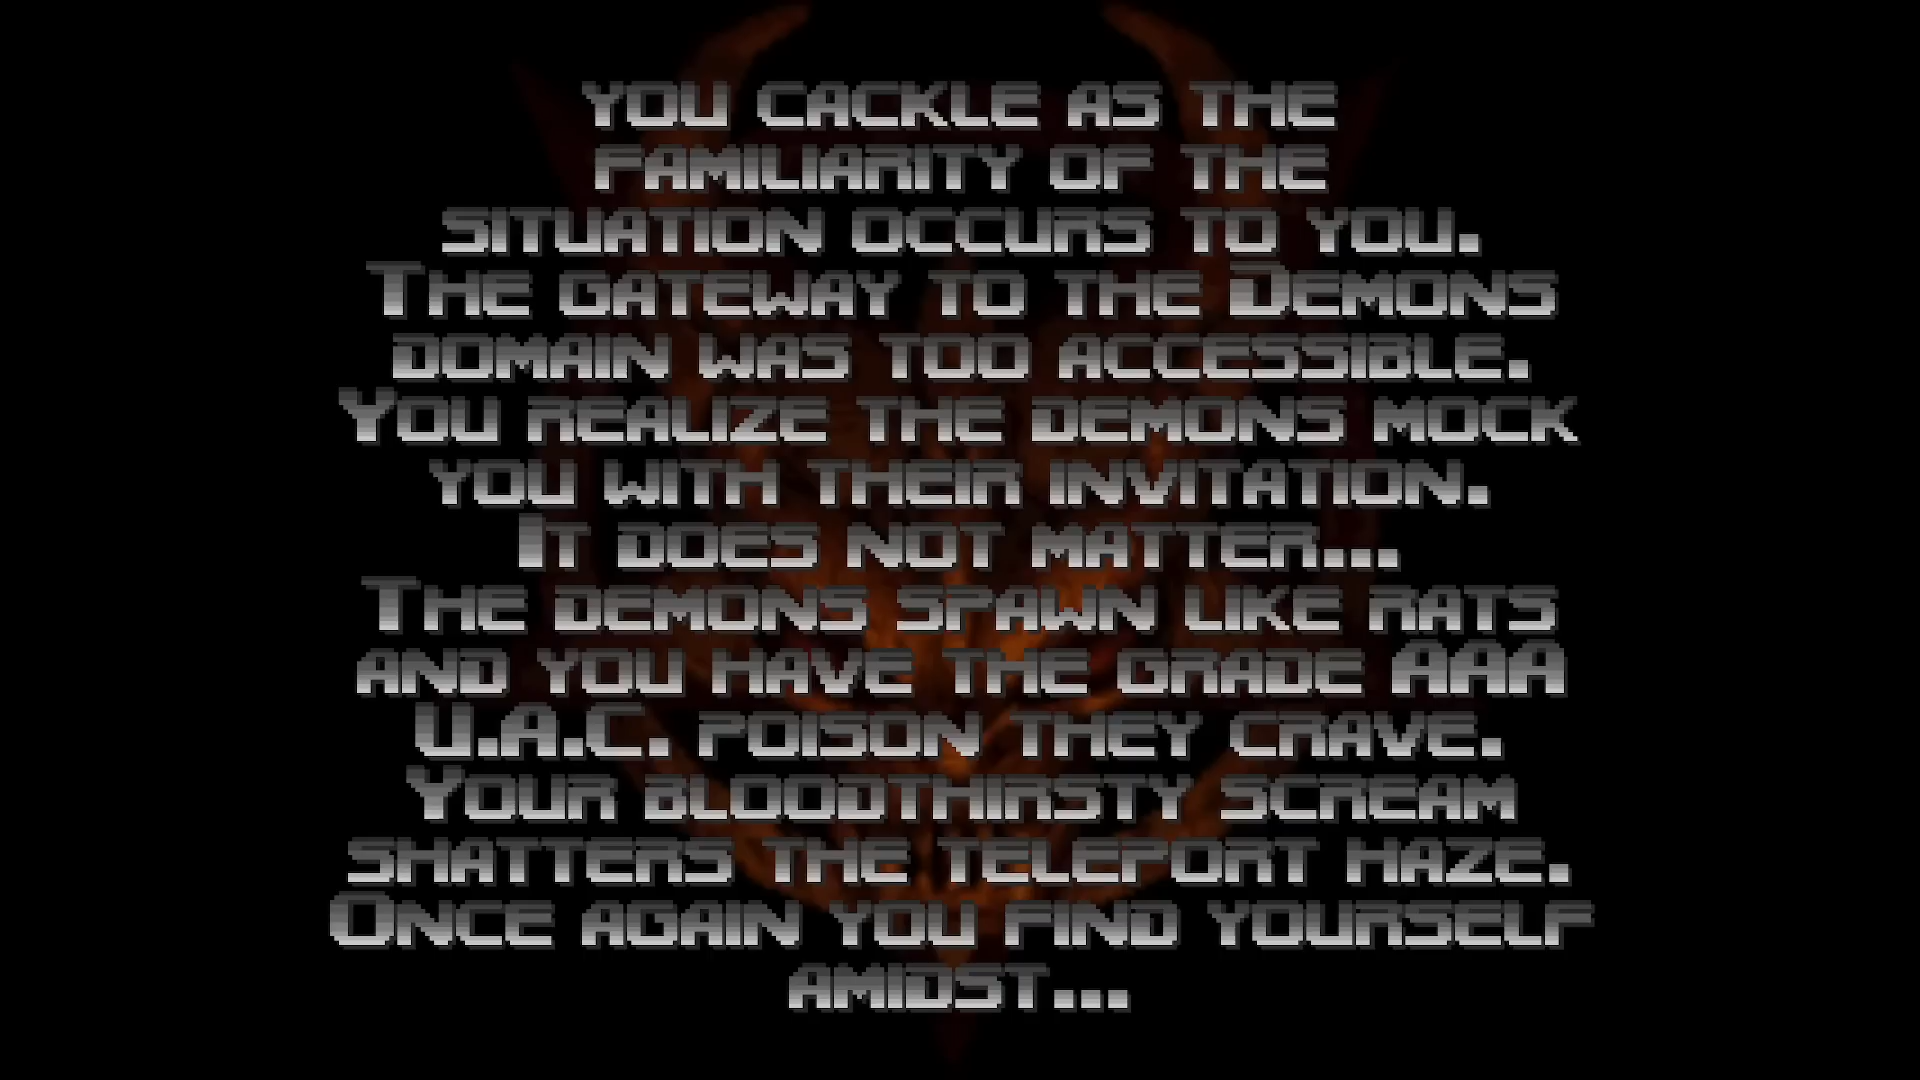 you cackle as the
familiarity of the
situation occurs to you.
The gateway to the Demons
domain was too accessible.
You realize the demons mock
you with their invitation.
It does not matter...
The demons spawn like rats
and you have the grade AAA
U.A.C. poison they crave.
Your bloodthirsty scream
shatters the teleport haze.
Once again you find yourself
amidst...